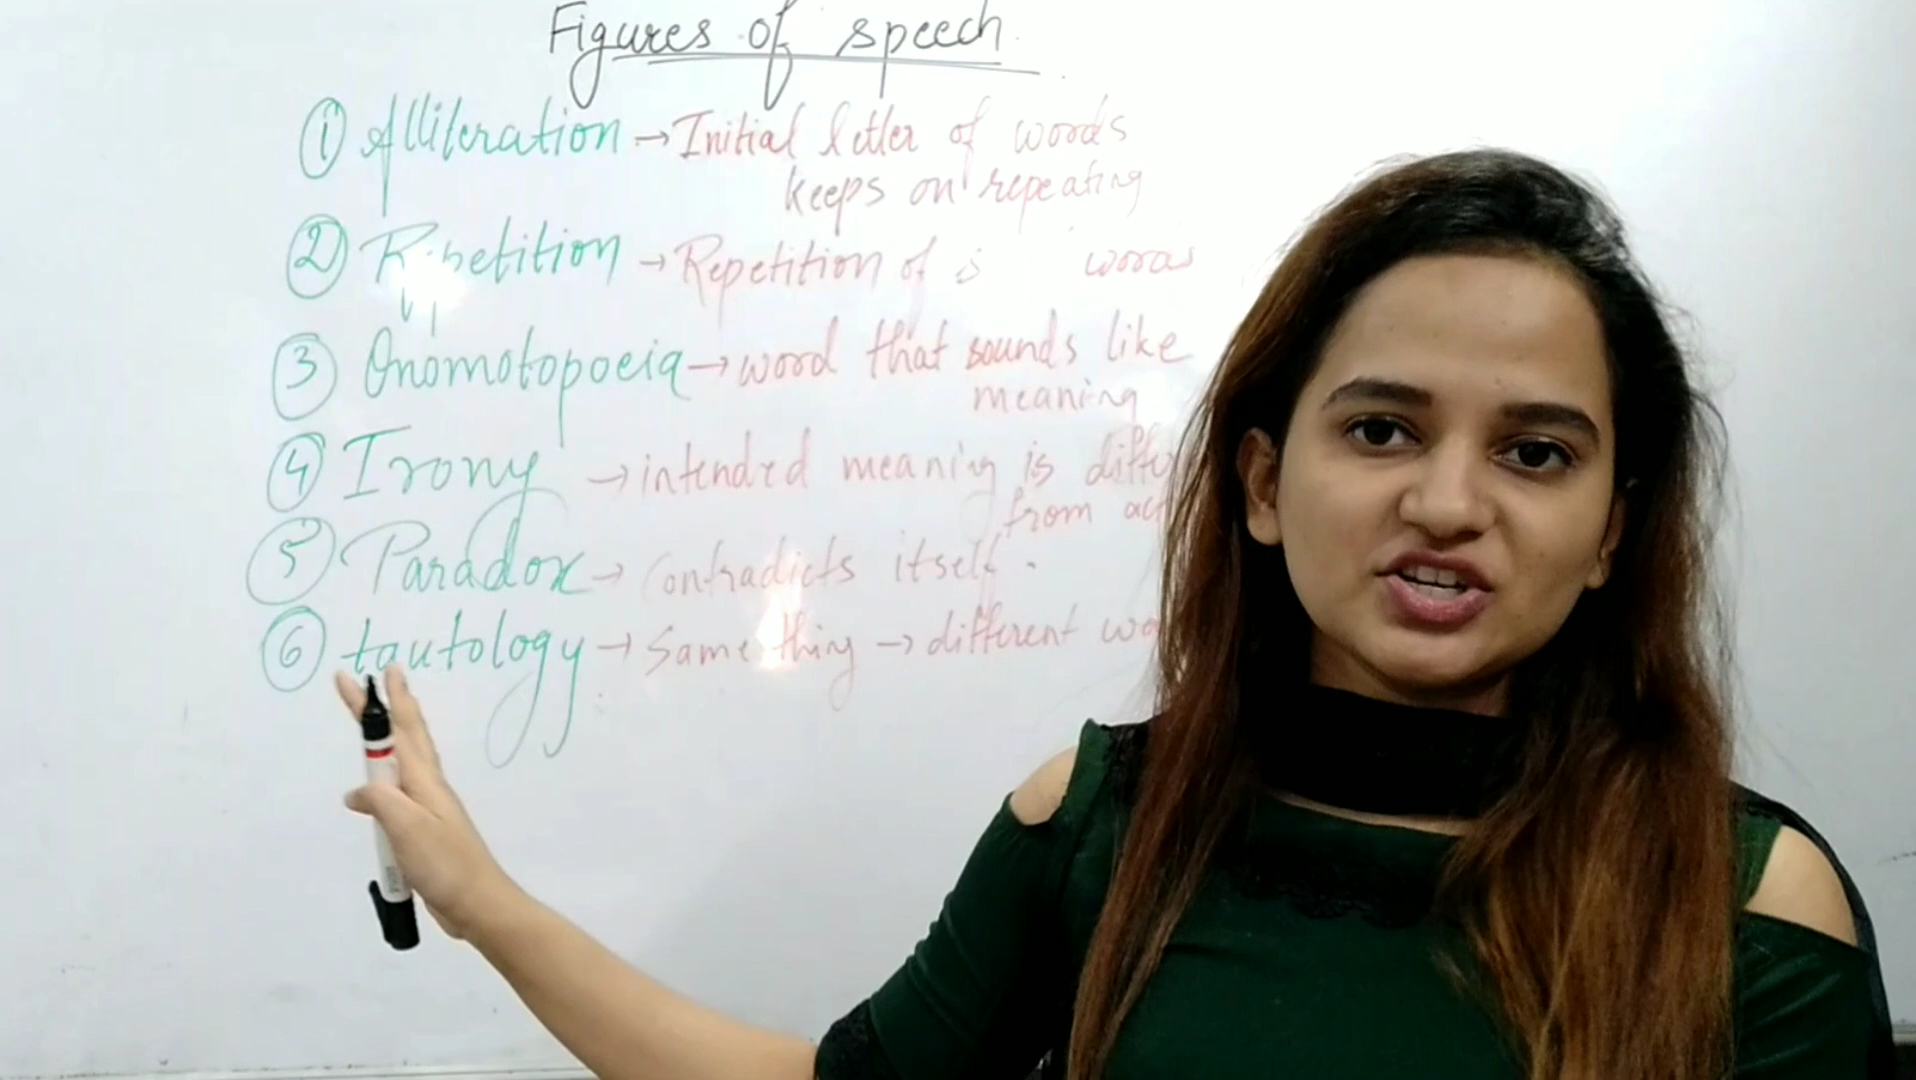 Figures of speech
① Alliteration → Initial letter of words
keeps on repeating
② Repetition → Repetition of words
③ Onomotopoeia → word that sounds like
meaning
④ Irony → intended meaning is
from
⑤ Paradox → Contradicts itself.
⑥ tautology → Same thing → different